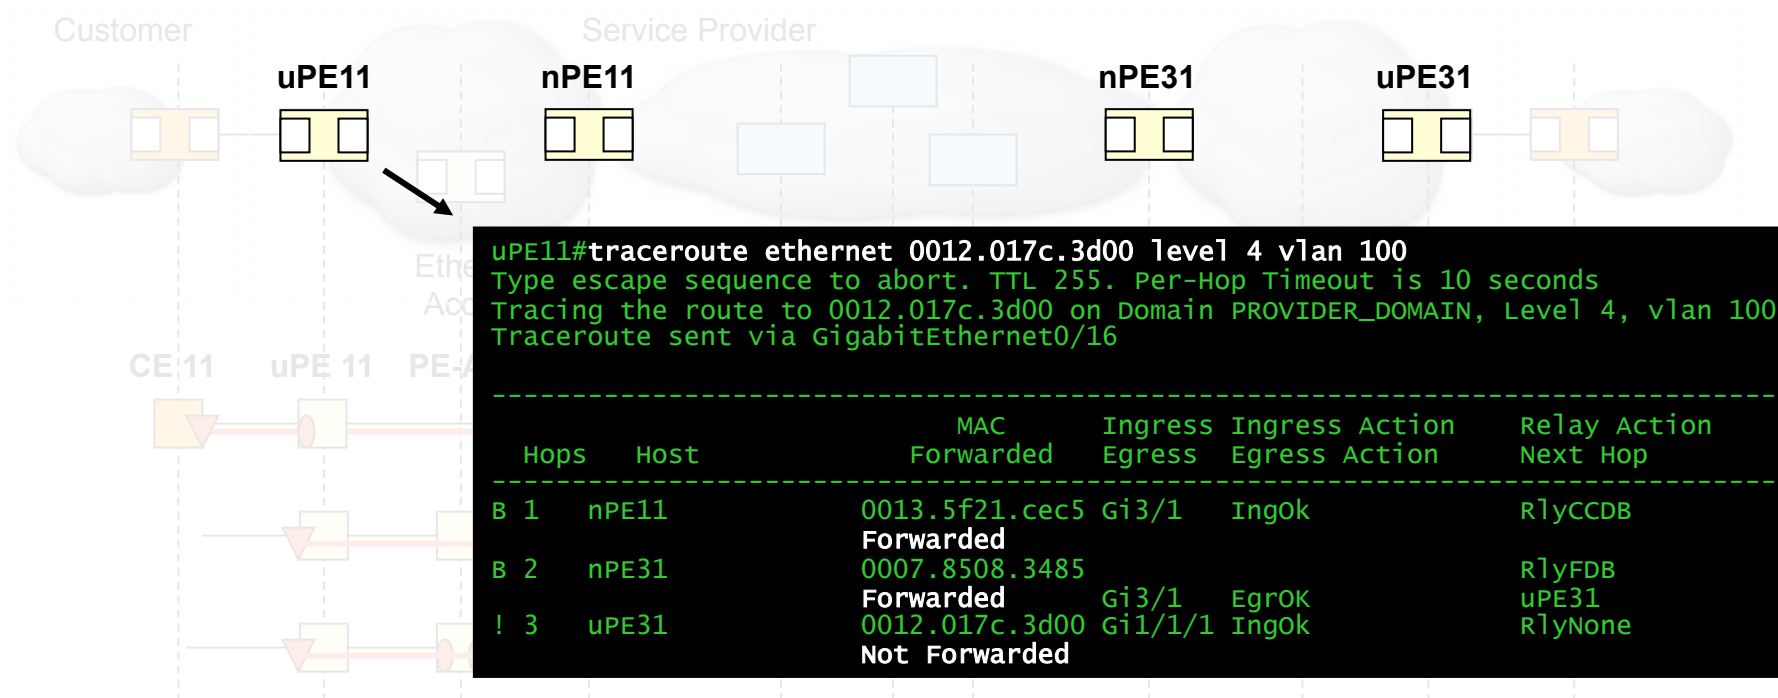 Customer
Service Provider
uPE11
nPE11
nPE31
uPE31
uPE11#traceroute ethernet 0012.017c.3d00 level 4 vlan 100
Type escape sequence to abort. TTL 255. Per-Hop Timeout is 10 seconds
Tracing the route to 0012.017c.3d00 on Domain PROVIDER_DOMAIN, Level 4, vlan 100
Traceroute sent via GigabitEthernet0/16
Ethe
Acc
CE 11 uPE 11 PE-A
--------------------------------------------------------------------------------
MAC Ingress Ingress Action Relay Action
Hops Host Forwarded Egress Egress Action Next Hop
--------------------------------------------------------------------------------
B 1 nPE11 0013.5f21.cec5 Gi3/1 IngOk RlyCCDB
Forwarded
B 2 nPE31 0007.8508.3485 RlyFDB
Forwarded Gi3/1 EgrOK uPE31
! 3 uPE31 0012.017c.3d00 Gi1/1/1 IngOk RlyNone
Not Forwarded